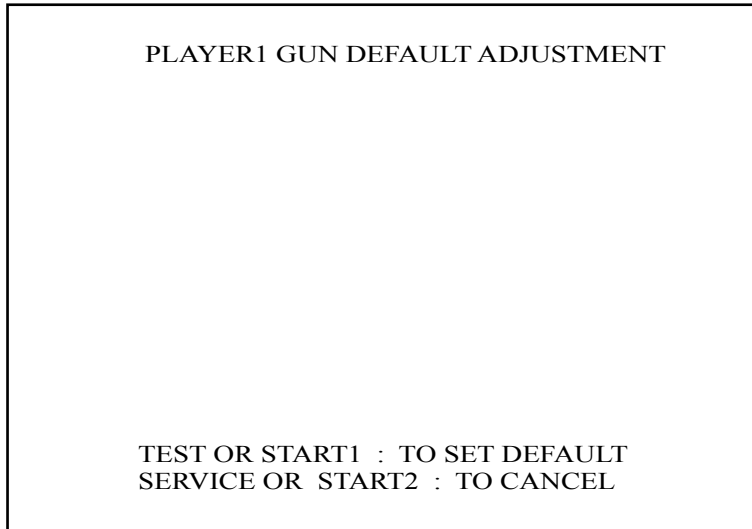 PLAYER1 GUN DEFAULT ADJUSTMENT
TEST OR START1 : TO SET DEFAULT
SERVICE OR START2 : TO CANCEL